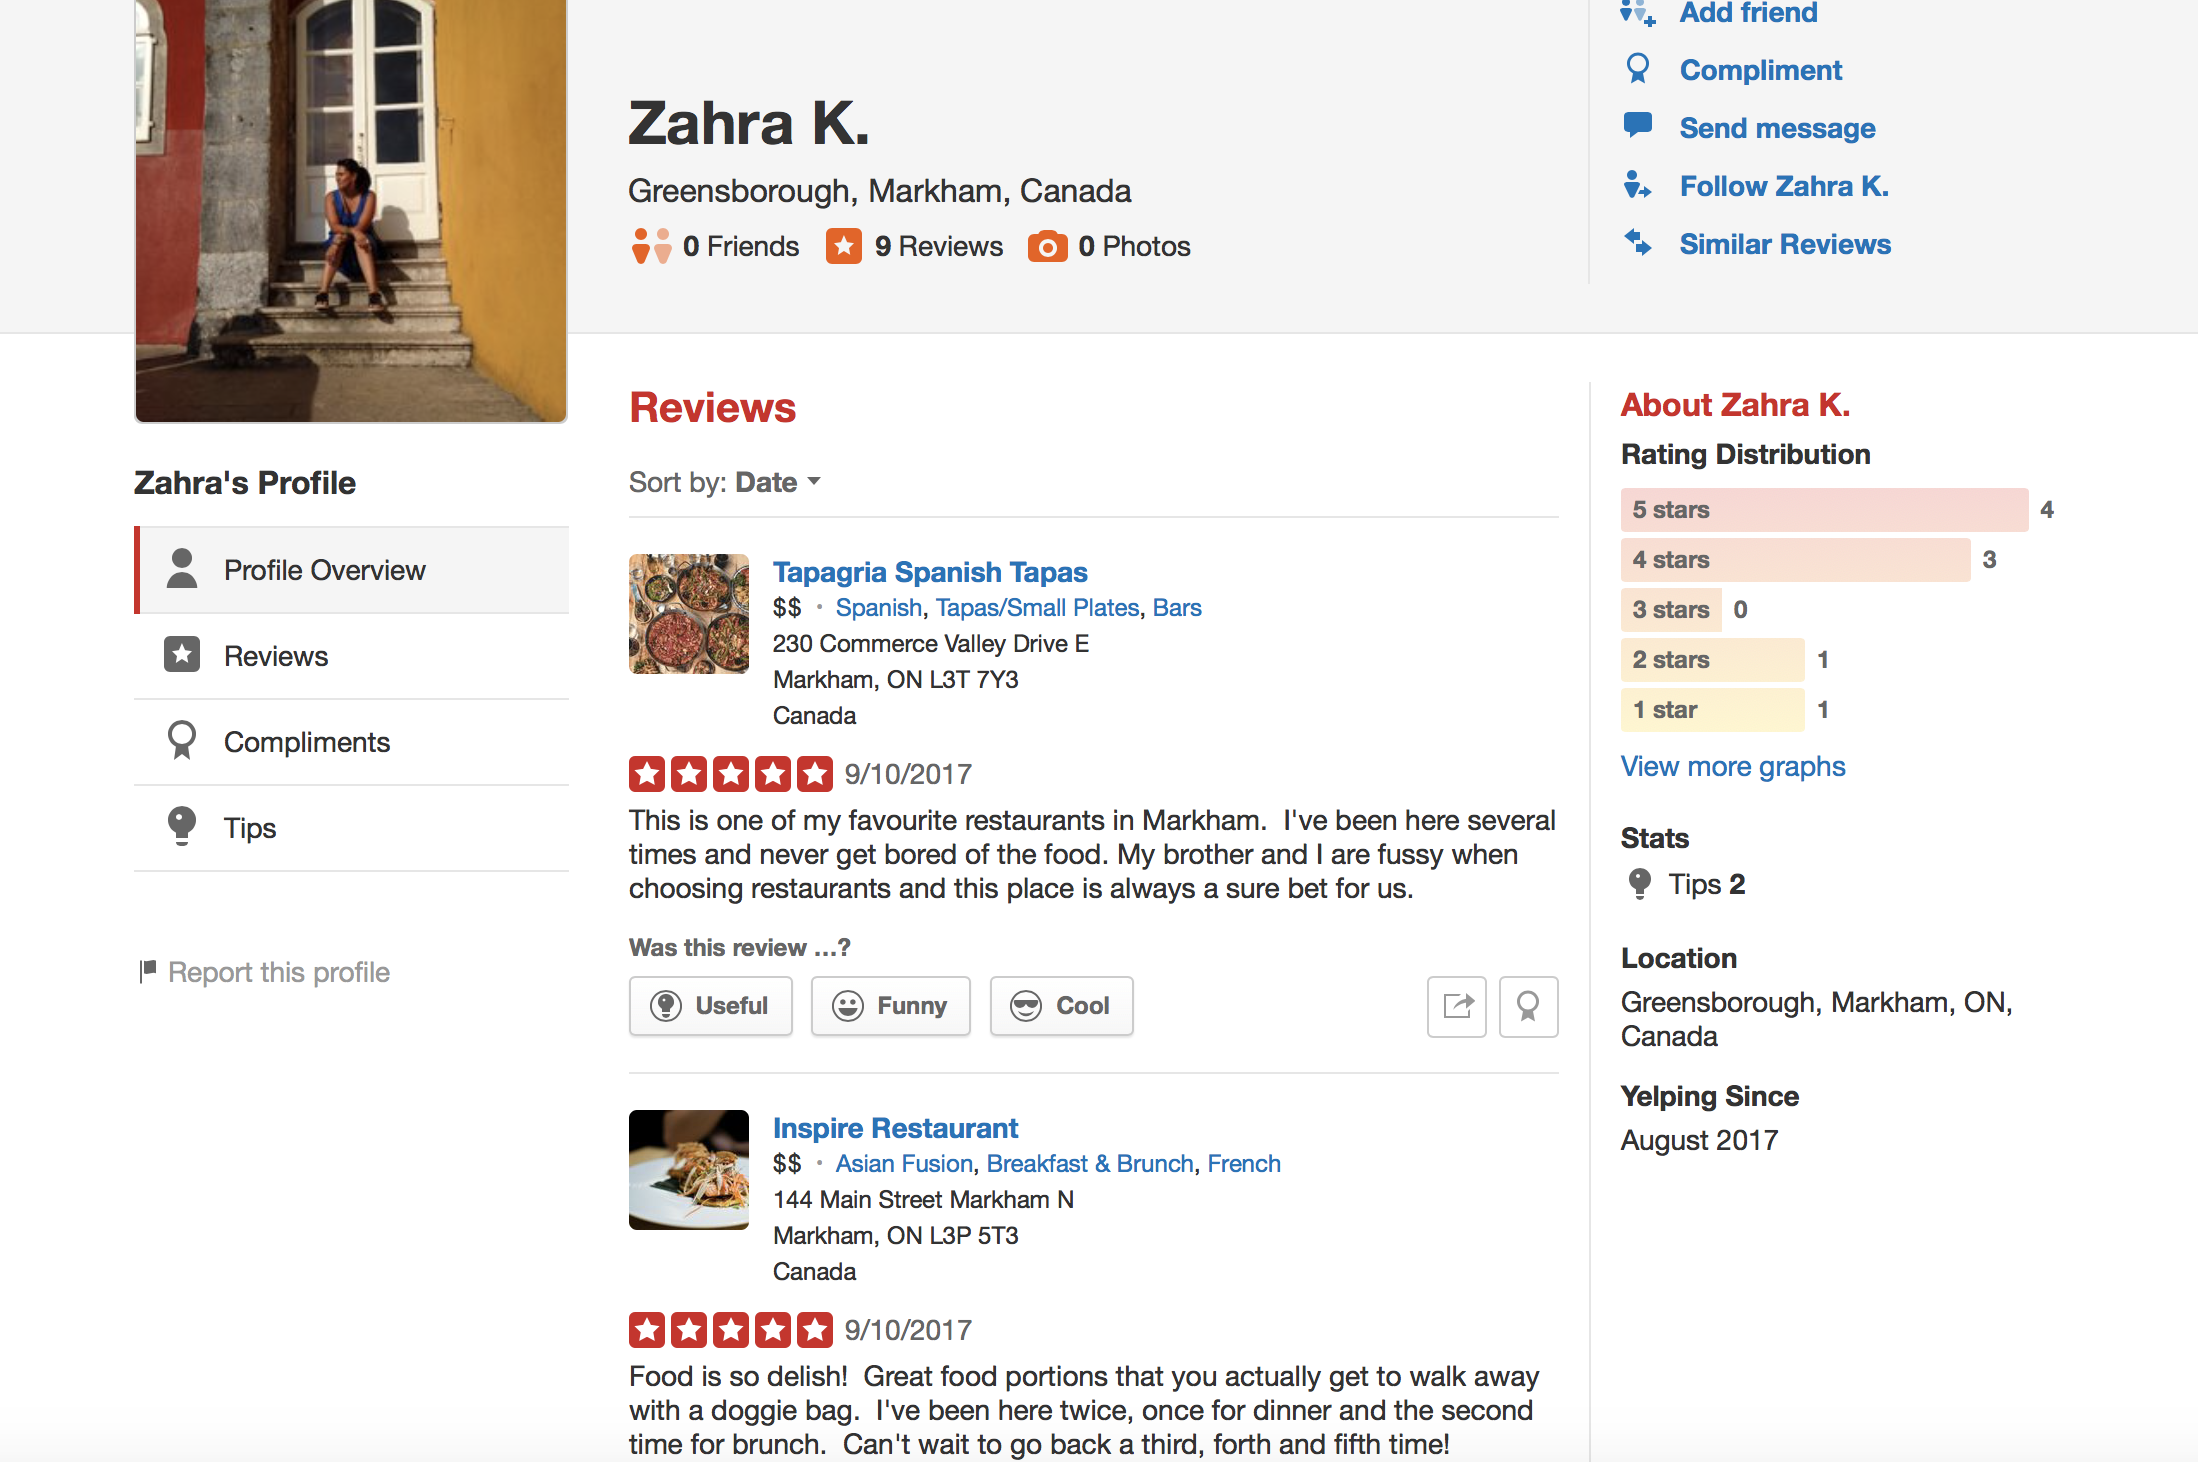 Add friend
Compliment
Send message
Follow Zahra K.
Similar Reviews
Zahra K.
Greensborough, Markham, Canada
0 Friends 9 Reviews 0 Photos
Zahra's Profile
Profile Overview
Reviews
Compliments
Tips
Report this profile
Reviews
Sort by: Date
Tapagria Spanish Tapas
$$ · Spanish, Tapas/Small Plates, Bars
230 Commerce Valley Drive E
Markham, ON L3T 7Y3
Canada
9/10/2017
This is one of my favourite restaurants in Markham.  I've been here several
times and never get bored of the food. My brother and I are fussy when
choosing restaurants and this place is always a sure bet for us.
Was this review ...?
Useful Funny Cool
Inspire Restaurant
$$ · Asian Fusion, Breakfast & Brunch, French
144 Main Street Markham N
Markham, ON L3P 5T3
Canada
9/10/2017
Food is so delish!  Great food portions that you actually get to walk away
with a doggie bag.  I've been here twice, once for dinner and the second
time for brunch.  Can't wait to go back a third, forth and fifth time!
About Zahra K.
Rating Distribution
5 stars 4
4 stars 3
3 stars 0
2 stars 1
1 star 1
View more graphs
Stats
Tips 2
Location
Greensborough, Markham, ON,
Canada
Yelping Since
August 2017